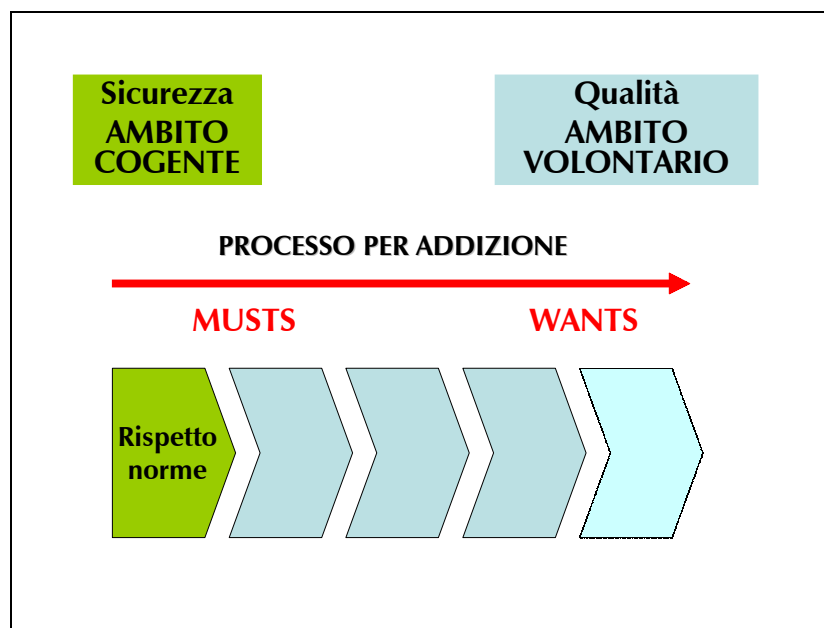 Sicurezza
AMBITO
COGENTE
Qualità
AMBITO
VOLONTARIO
PROCESSO PER ADDIZIONE
MUSTS
WANTS
Rispetto
norme